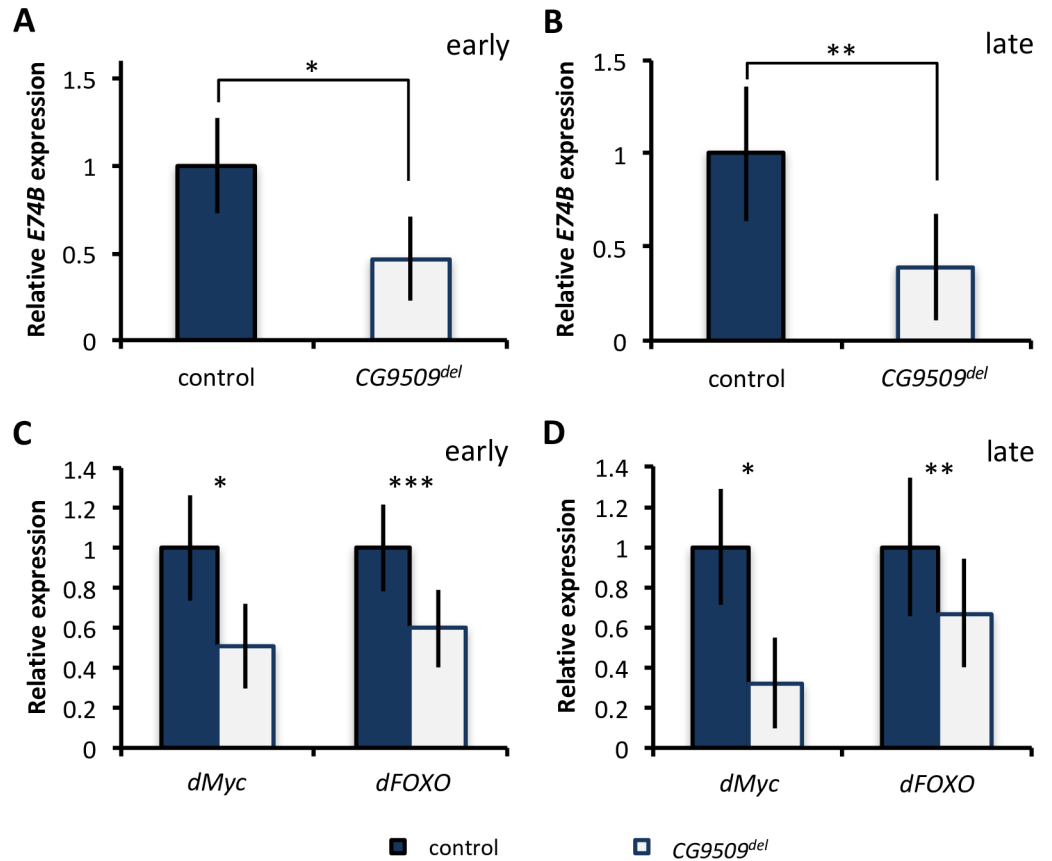 A
early
Relative E74B expression
1.5
*
1
0.5
0
control
CG9509del
B
late
Relative E74B expression
1.5
**
1
0.5
0
control
CG9509del
C
early
Relative expression
1.4
1.2
1
0.8
0.6
0.4
0.2
0
*
***
dMyc
dFOXO
D
late
Relative expression
1.4
1.2
1
0.8
0.6
0.4
0.2
0
*
**
dMyc
dFOXO
control
CG9509del